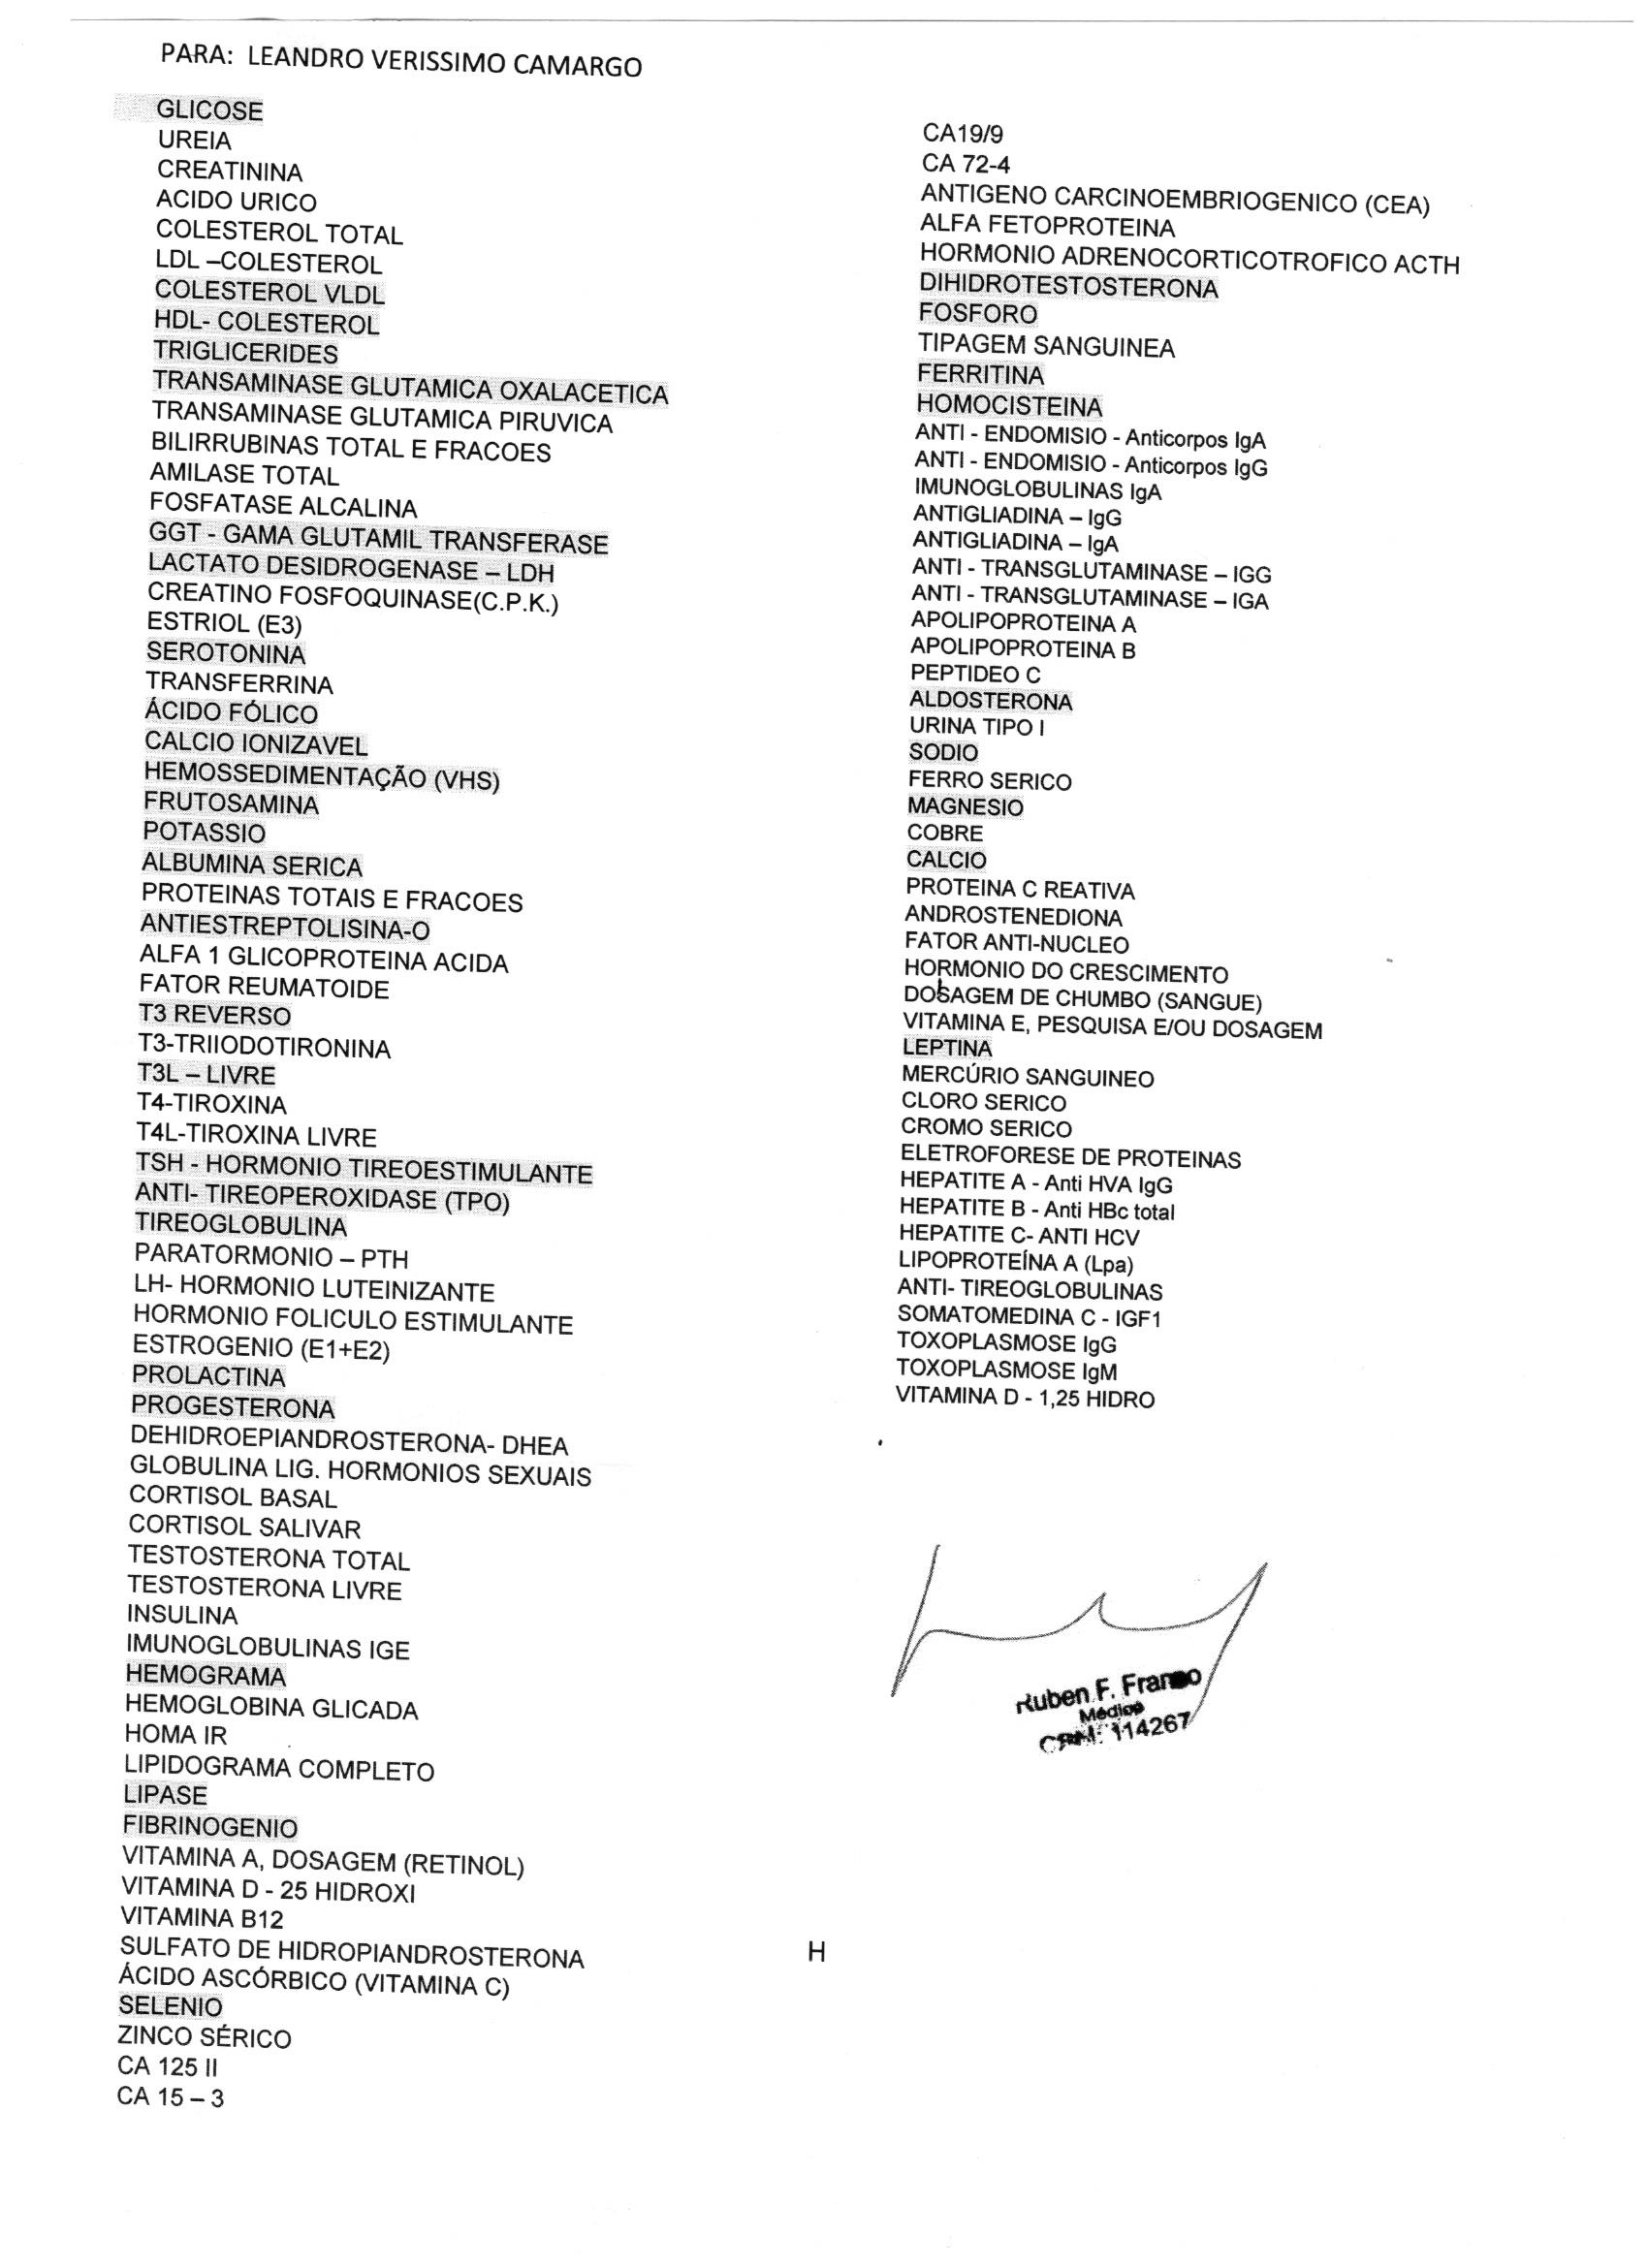 PARA: LEANDRO VERISSIMO CAMARGO
GLICOSE
UREIA
CREATININA
ACIDO URICO
COLESTEROL TOTAL
LDL –COLESTEROL
COLESTEROL VLDL
HDL- COLESTEROL
TRIGLICERIDES
TRANSAMINASE GLUTAMICA OXALACETICA
TRANSAMINASE GLUTAMICA PIRUVICA
BILIRRUBINAS TOTAL E FRACOES
AMILASE TOTAL
FOSFATASE ALCALINA
GGT - GAMA GLUTAMIL TRANSFERASE
LACTATO DESIDROGENASE – LDH
CREATINO FOSFOQUINASE(C.P.K.)
ESTRIOL (E3)
SEROTONINA
TRANSFERRINA
ÁCIDO FÓLICO
CALCIO IONIZAVEL
HEMOSSEDIMENTAÇÃO (VHS)
FRUTOSAMINA
POTASSIO
ALBUMINA SERICA
PROTEINAS TOTAIS E FRACOES
ANTIESTREPTOLISINA-O
ALFA 1 GLICOPROTEINA ACIDA
FATOR REUMATOIDE
T3 REVERSO
T3-TRIIODOTIRONINA
T3L – LIVRE
T4-TIROXINA
T4L-TIROXINA LIVRE
TSH - HORMONIO TIREOESTIMULANTE
ANTI- TIREOPEROXIDASE (TPO)
TIREOGLOBULINA
PARATORMONIO – PTH
LH- HORMONIO LUTEINIZANTE
HORMONIO FOLICULO ESTIMULANTE
ESTROGENIO (E1+E2)
PROLACTINA
PROGESTERONA
DEHIDROEPIANDROSTERONA- DHEA
GLOBULINA LIG. HORMONIOS SEXUAIS
CORTISOL BASAL
CORTISOL SALIVAR
TESTOSTERONA TOTAL
TESTOSTERONA LIVRE
INSULINA
IMUNOGLOBULINAS IGE
HEMOGRAMA
HEMOGLOBINA GLICADA
HOMA IR
LIPIDOGRAMA COMPLETO
LIPASE
FIBRINOGENIO
VITAMINA A, DOSAGEM (RETINOL)
VITAMINA D - 25 HIDROXI
VITAMINA B12
SULFATO DE HIDROPIANDROSTERONA
ÁCIDO ASCÓRBICO (VITAMINA C)
SELENIO
ZINCO SÉRICO
CA 125 II
CA 15 – 3
CA19/9
CA 72-4
ANTIGENO CARCINOEMBRIOGENICO (CEA)
ALFA FETOPROTEINA
HORMONIO ADRENOCORTICOTROFICO ACTH
DIHIDROTESTOSTERONA
FOSFORO
TIPAGEM SANGUINEA
FERRITINA
HOMOCISTEINA
ANTI - ENDOMISIO - Anticorpos IgA
ANTI - ENDOMISIO - Anticorpos IgG
IMUNOGLOBULINAS IgA
ANTIGLIADINA – IgG
ANTIGLIADINA – IgA
ANTI - TRANSGLUTAMINASE – IGG
ANTI - TRANSGLUTAMINASE – IGA
APOLIPOPROTEINA A
APOLIPOPROTEINA B
PEPTIDEO C
ALDOSTERONA
URINA TIPO I
SODIO
FERRO SERICO
MAGNESIO
COBRE
CALCIO
PROTEINA C REATIVA
ANDROSTENEDIONA
FATOR ANTI-NUCLEO
HORMONIO DO CRESCIMENTO
DOSAGEM DE CHUMBO (SANGUE)
VITAMINA E, PESQUISA E/OU DOSAGEM
LEPTINA
MERCÚRIO SANGUINEO
CLORO SERICO
CROMO SERICO
ELETROFORESE DE PROTEINAS
HEPATITE A - Anti HVA IgG
HEPATITE B - Anti HBc total
HEPATITE C- ANTI HCV
LIPOPROTEÍNA A (Lpa)
ANTI- TIREOGLOBULINAS
SOMATOMEDINA C - IGF1
TOXOPLASMOSE IgG
TOXOPLASMOSE IgM
VITAMINA D - 1,25 HIDRO
Ruben F. Franco
Médico
CRM: 114267
H